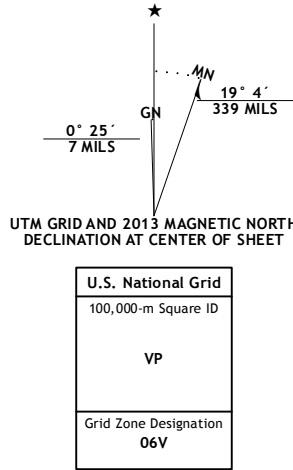 ★
MN
GN
19° 4´
339 MILS
0° 25´
7 MILS
UTM GRID AND 2013 MAGNETIC NORTH
DECLINATION AT CENTER OF SHEET
U.S. National Grid
100,000-m Square ID
VP
Grid Zone Designation
06V